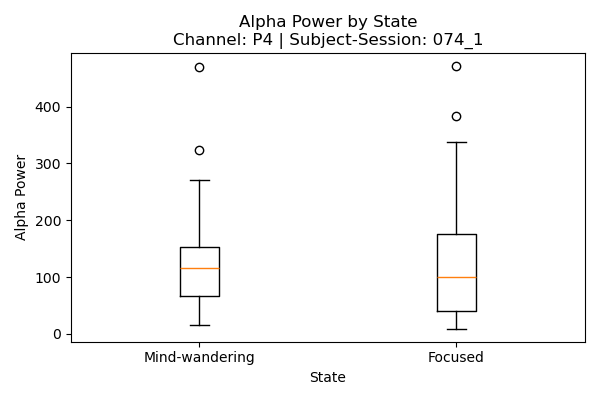 Alpha Power by State
Channel: P4 | Subject-Session: 074_1
Alpha Power
400
300
200
100
0
Mind-wandering
Focused
State